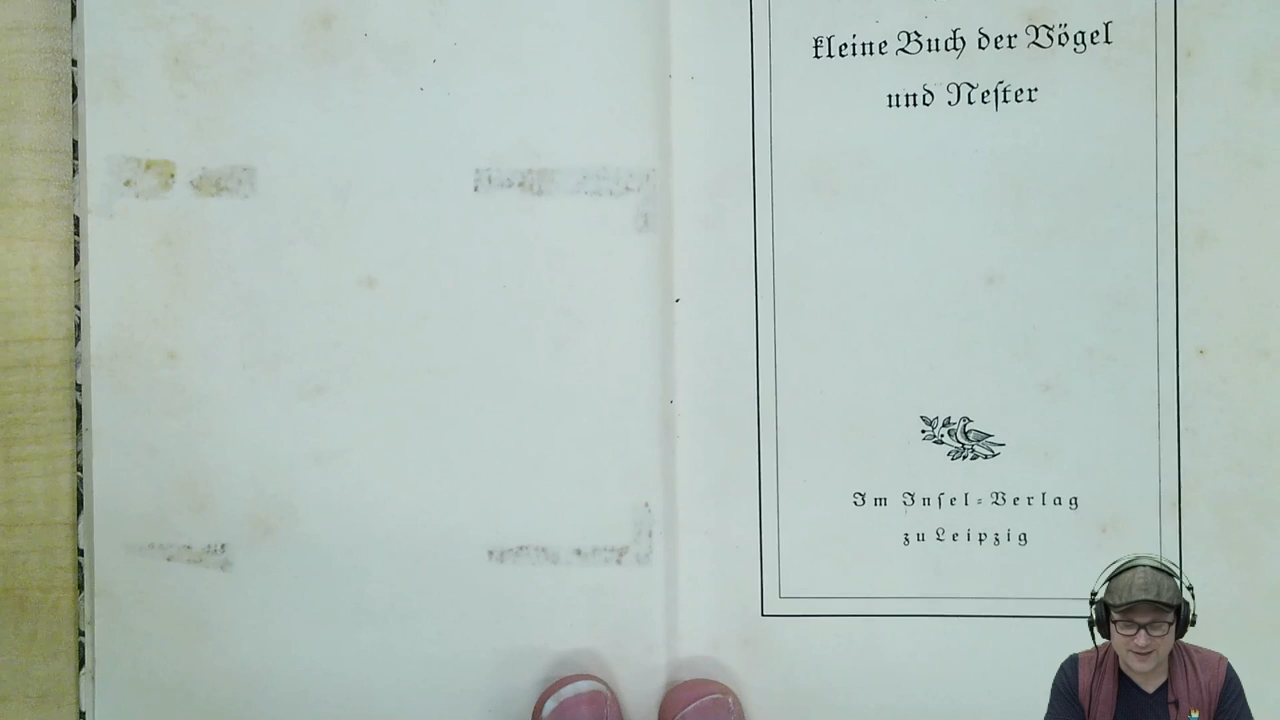 kleine Buch der Vögel
und Neſter
Im Inſel-Verlag
zu Leipzig